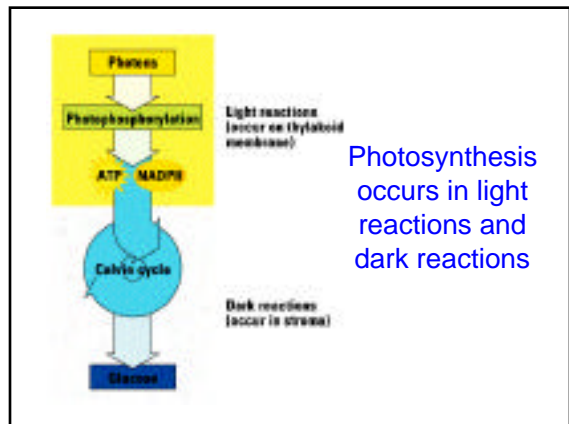 Photons
Photophosphorylation
Light reactions
(occur on thylakoid
membrane)
ATP NADPH
Calvin cycle
Dark reactions
(occur in stroma)
Glucose
Photosynthesis
occurs in light
reactions and
dark reactions